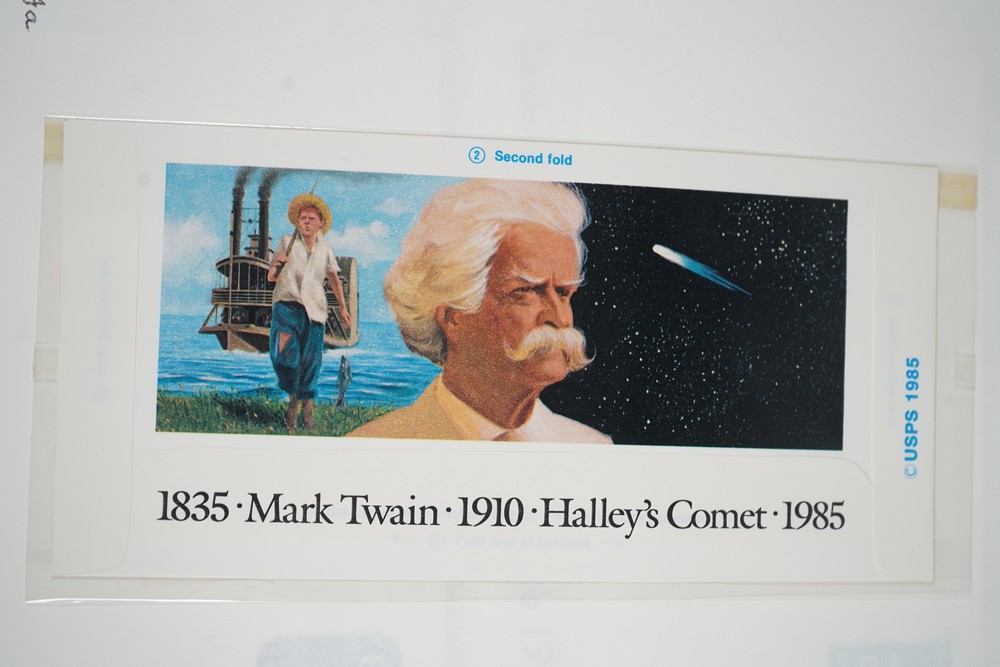 ② Second fold
©USPS 1985
1835·Mark Twain·1910·Halley's Comet·1985